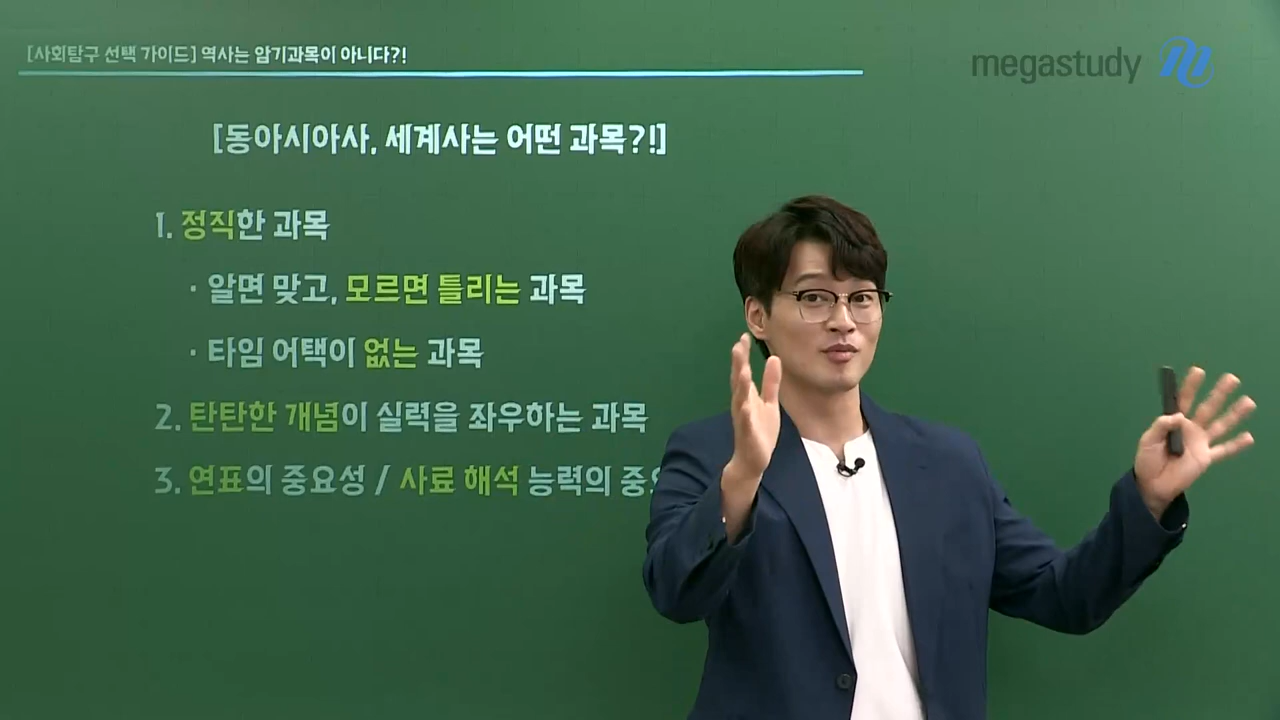 [사회탐구 선택 가이드] 역사는 암기과목이 아니다?!
megastudy
[동아시아사, 세계사는 어떤 과목?!]
1. 정직한 과목
· 알면 맞고, 모르면 틀리는 과목
· 타임 어택이 없는 과목
2. 탄탄한 개념이 실력을 좌우하는 과목
3. 연표의 중요성 / 사료 해석 능력의